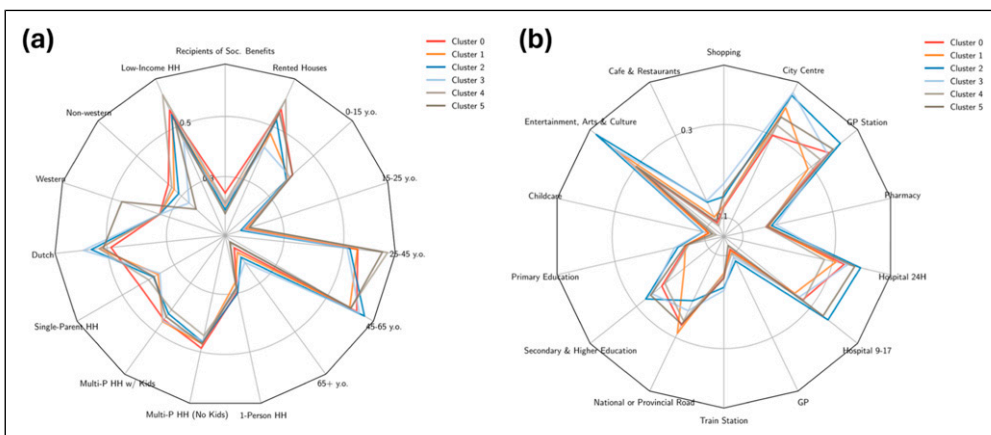 (a)
Recipients of Soc. Benefits
Low-Income HH
Rented Houses
Non-western
0-15 y.o.
0.5
Western
15-25 y.o.
Dutch
25-45 y.o.
Single-Parent HH
45-65 y.o.
Multi-P HH w/ Kids
65+ y.o.
Multi-P HH (No Kids)
1-Person HH
Cluster 0
Cluster 1
Cluster 2
Cluster 3
Cluster 4
Cluster 5
(b)
Shopping
Cafe & Restaurants
City Centre
Entertainment, Arts & Culture
0.3
GP Station
Childcare
Pharmacy
0.1
Primary Education
Hospital 24H
Secondary & Higher Education
Hospital 9-17
National or Provincial Road
GP
Train Station
Cluster 0
Cluster 1
Cluster 2
Cluster 3
Cluster 4
Cluster 5